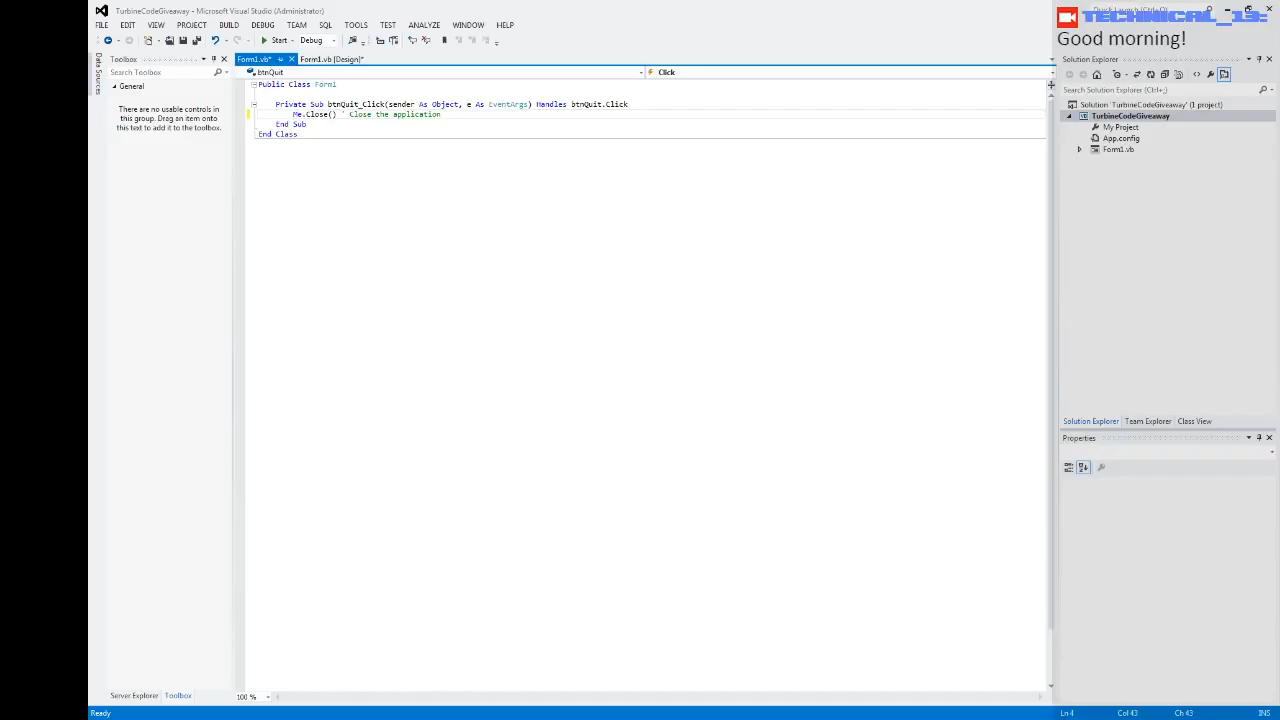 TurbineCodeGiveaway - Microsoft Visual Studio (Administrator)
TECHNICAL_13:
Good morning!
FILE EDIT VIEW PROJECT BUILD DEBUG TEAM SQL TOOLS TEST ANALYZE WINDOW HELP
Start Debug
Data Sources
Toolbox
Search Toolbox
General
There are no usable controls in
this group. Drag an item onto
this text to add it to the toolbox.
Server Explorer Toolbox
Form1.vb* Form1.vb [Design]*
btnQuit Click
Public Class Form1
Private Sub btnQuit_Click(sender As Object, e As EventArgs) Handles btnQuit.Click
Me.Close() ' Close the application
End Sub
End Class
100 %
Solution Explorer
Search Solution Explorer (Ctrl+;)
Solution 'TurbineCodeGiveaway' (1 project)
TurbineCodeGiveaway
My Project
App.config
Form1.vb
Solution Explorer Team Explorer Class View
Properties
Ready Ln 4 Col 43 Ch 43 INS